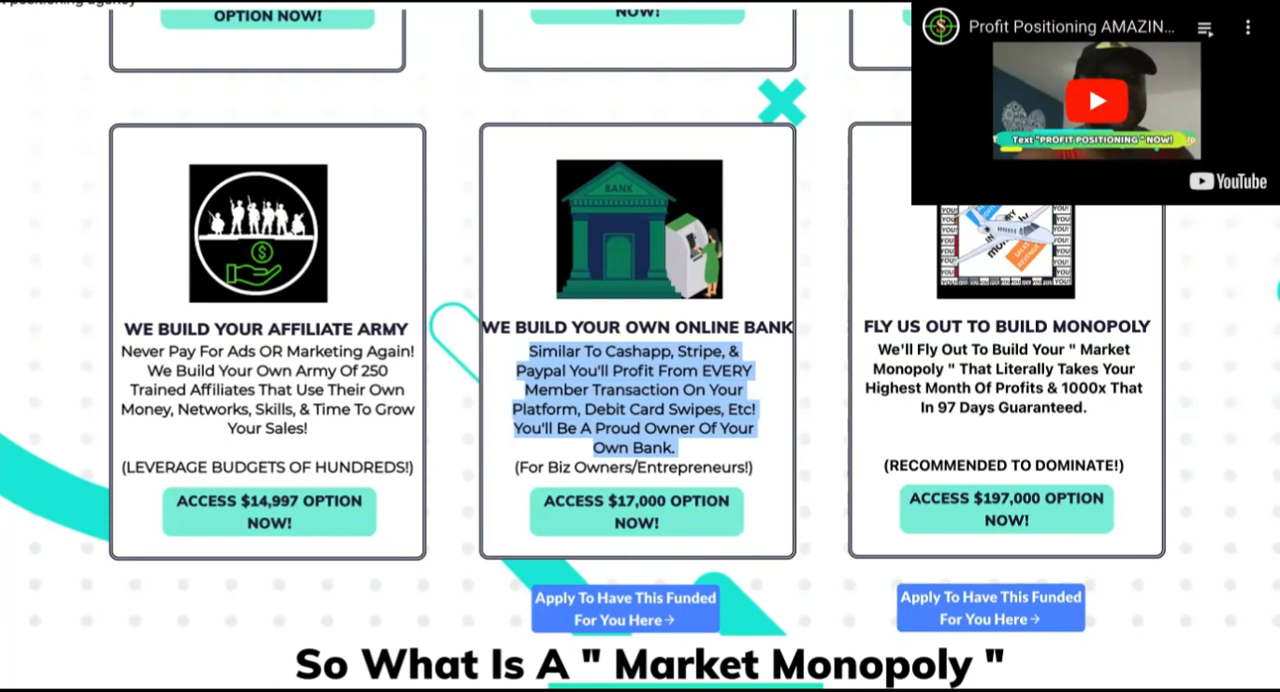 OPTION NOW!
NOW!
Profit Positioning AMAZIN...
Text "PROFIT POSITIONING" NOW!
YouTube
WE BUILD YOUR AFFILIATE ARMY
Never Pay For Ads OR Marketing Again!
We Build Your Own Army Of 250
Trained Affiliates That Use Their Own
Money, Networks, Skills, & Time To Grow
Your Sales!
(LEVERAGE BUDGETS OF HUNDREDS!)
ACCESS $14,997 OPTION
NOW!
BANK
WE BUILD YOUR OWN ONLINE BANK
Similar To Cashapp, Stripe, &
Paypal You'll Profit From EVERY
Member Transaction On Your
Platform, Debit Card Swipes, Etc!
You'll Be A Proud Owner Of Your
Own Bank.
(For Biz Owners/Entrepreneurs!)
ACCESS $17,000 OPTION
NOW!
Apply To Have This Funded
For You Here→
FLY US OUT TO BUILD MONOPOLY
We'll Fly Out To Build Your " Market
Monopoly " That Literally Takes Your
Highest Month Of Profits & 1000x That
In 97 Days Guaranteed.
(RECOMMENDED TO DOMINATE!)
ACCESS $197,000 OPTION
NOW!
Apply To Have This Funded
For You Here→
So What Is A " Market Monopoly "